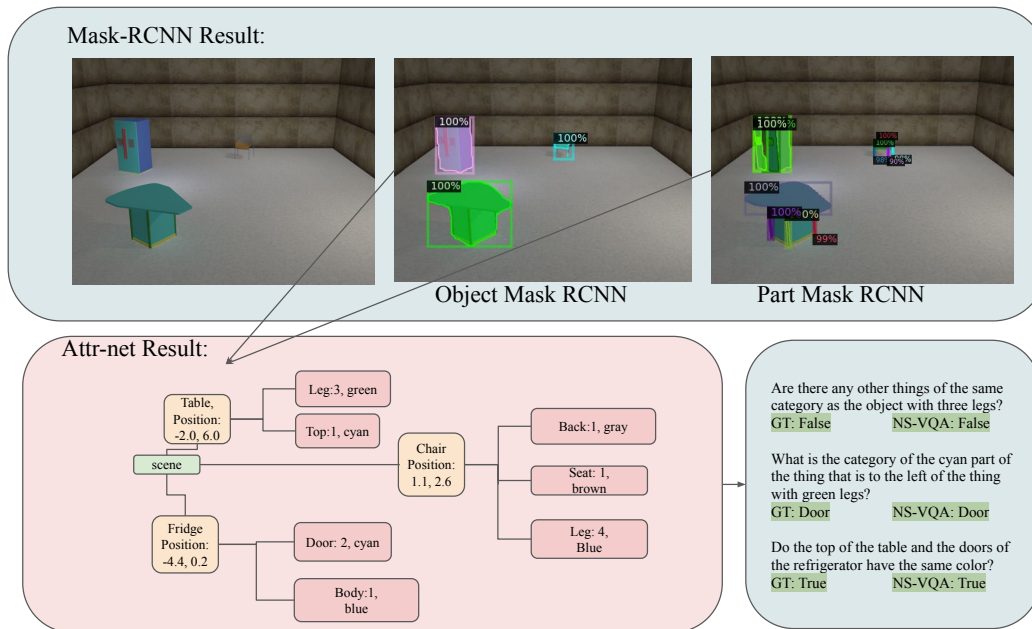 Mask-RCNN Result:
100%
100%
100%
100%
100%
100%
90%
100%
100%
0%
99%
Object Mask RCNN
Part Mask RCNN
Attr-net Result:
Table,
Position:
-2.0, 6.0
Leg:3, green
Top:1, cyan
scene
Chair
Position:
1.1, 2.6
Back:1, gray
Seat: 1,
brown
Leg: 4,
Blue
Fridge
Position:
-4.4, 0.2
Door: 2, cyan
Body:1,
blue
Are there any other things of the same
category as the object with three legs?
GT: False NS-VQA: False
What is the category of the cyan part of
the thing that is to the left of the thing
with green legs?
GT: Door NS-VQA: Door
Do the top of the table and the doors of
the refrigerator have the same color?
GT: True NS-VQA: True